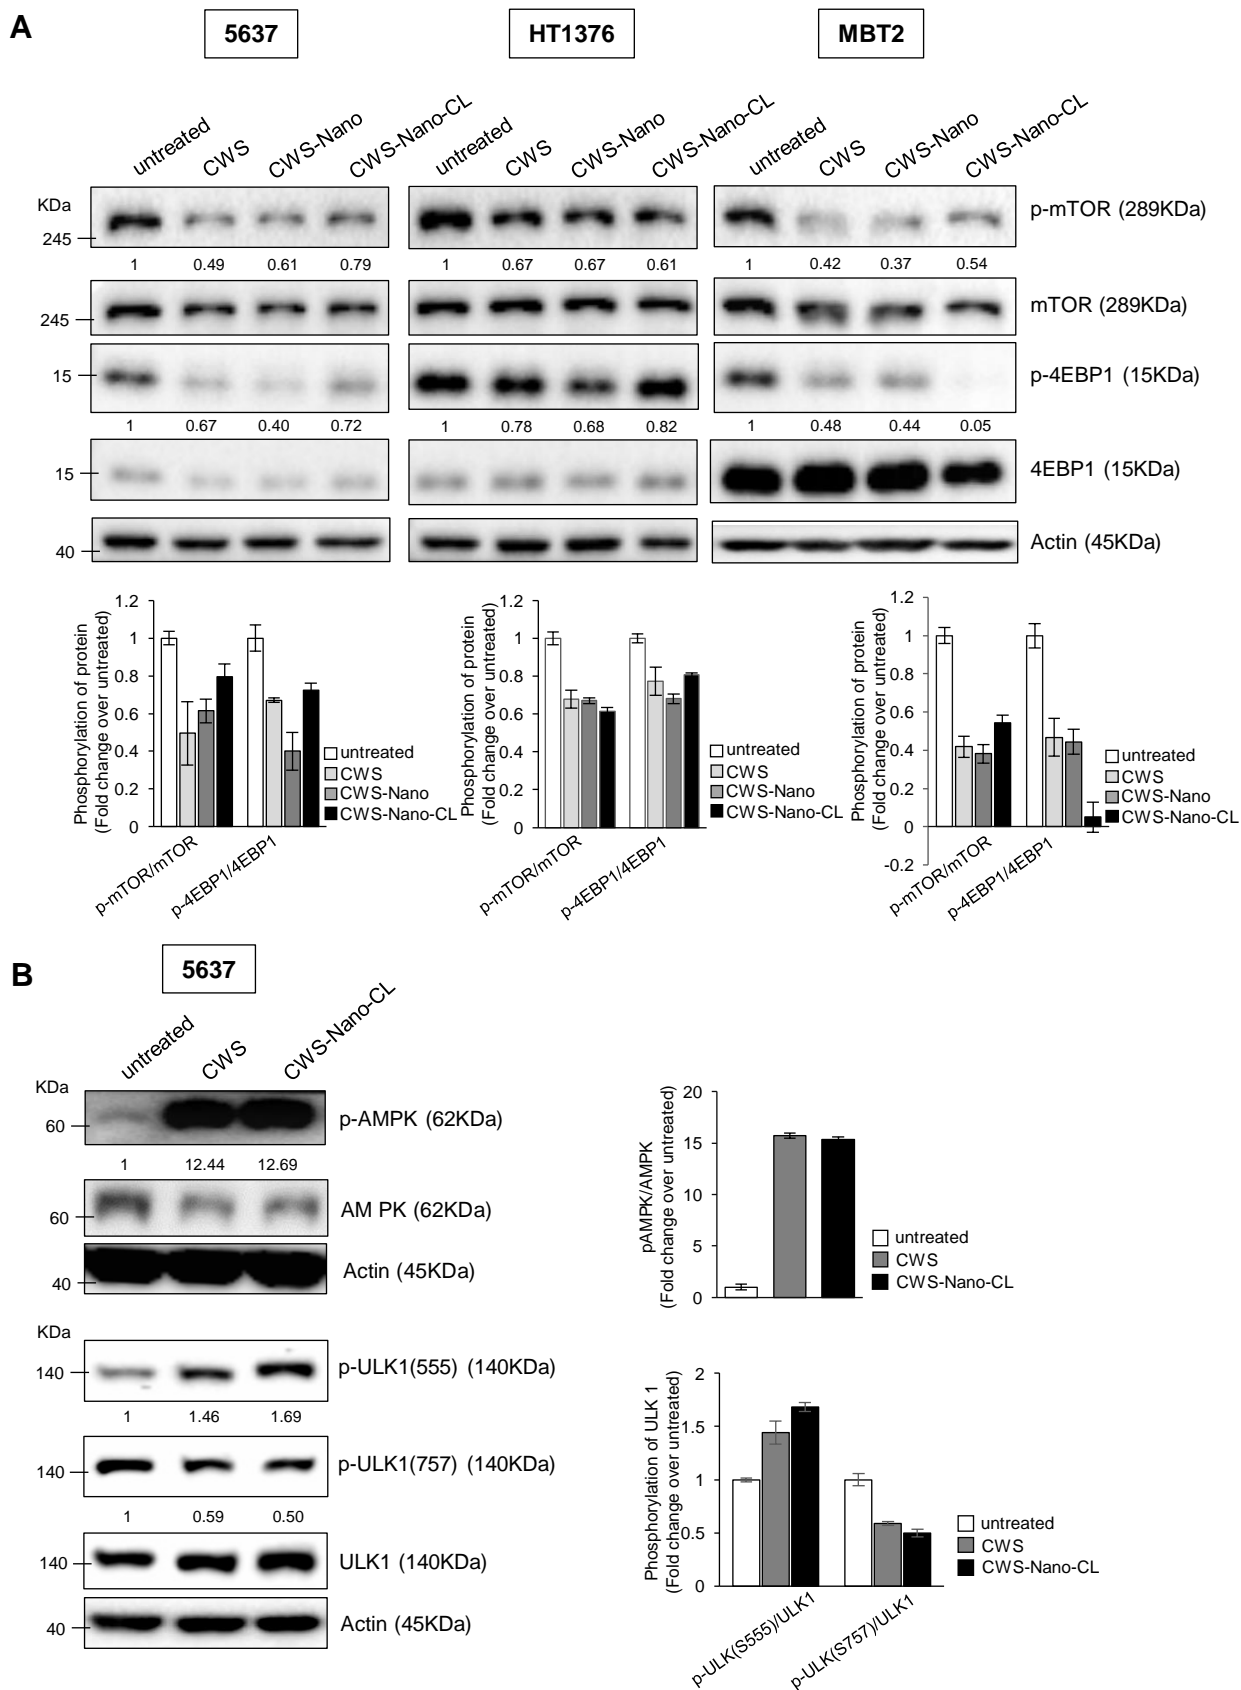 A
5637
HT1376
MBT2
untreated
CWS
CWS-Nano
CWS-Nano-CL
untreated
CWS
CWS-Nano
CWS-Nano-CL
untreated
CWS
CWS-Nano
CWS-Nano-CL
KDa
245
p-mTOR (289KDa)
1 0.49 0.61 0.79 1 0.67 0.67 0.61 1 0.42 0.37 0.54
245
mTOR (289KDa)
15
p-4EBP1 (15KDa)
1 0.67 0.40 0.72 1 0.78 0.68 0.82 1 0.48 0.44 0.05
15
4EBP1 (15KDa)
40
Actin (45KDa)
Phosphorylation of protein
(Fold change over untreated)
1.2
1
0.8
0.6
0.4
0.2
0
p-mTOR/mTOR
p-4EBP1/4EBP1
untreated
CWS
CWS-Nano
CWS-Nano-CL
Phosphorylation of protein
(Fold change over untreated)
1.2
1
0.8
0.6
0.4
0.2
0
p-mTOR/mTOR
p-4EBP1/4EBP1
untreated
CWS
CWS-Nano
CWS-Nano-CL
Phosphorylation of protein
(Fold change over untreated)
1.2
1
0.8
0.6
0.4
0.2
0
-0.2
p-mTOR/mTOR
p-4EBP1/4EBP1
untreated
CWS
CWS-Nano
CWS-Nano-CL
B
5637
untreated
CWS
CWS-Nano-CL
KDa
60
p-AMPK (62KDa)
1 12.44 12.69
60
AM PK (62KDa)
40
Actin (45KDa)
KDa
140
p-ULK1(555) (140KDa)
1 1.46 1.69
140
p-ULK1(757) (140KDa)
1 0.59 0.50
140
ULK1 (140KDa)
40
Actin (45KDa)
pAMPK/AMPK
(Fold change over untreated)
20
15
10
5
0
untreated
CWS
CWS-Nano-CL
Phosphorylation of ULK 1
(Fold change over untreated)
2
1.5
1
0.5
0
p-ULK(S555)/ULK1
p-ULK(S757)/ULK1
untreated
CWS
CWS-Nano-CL